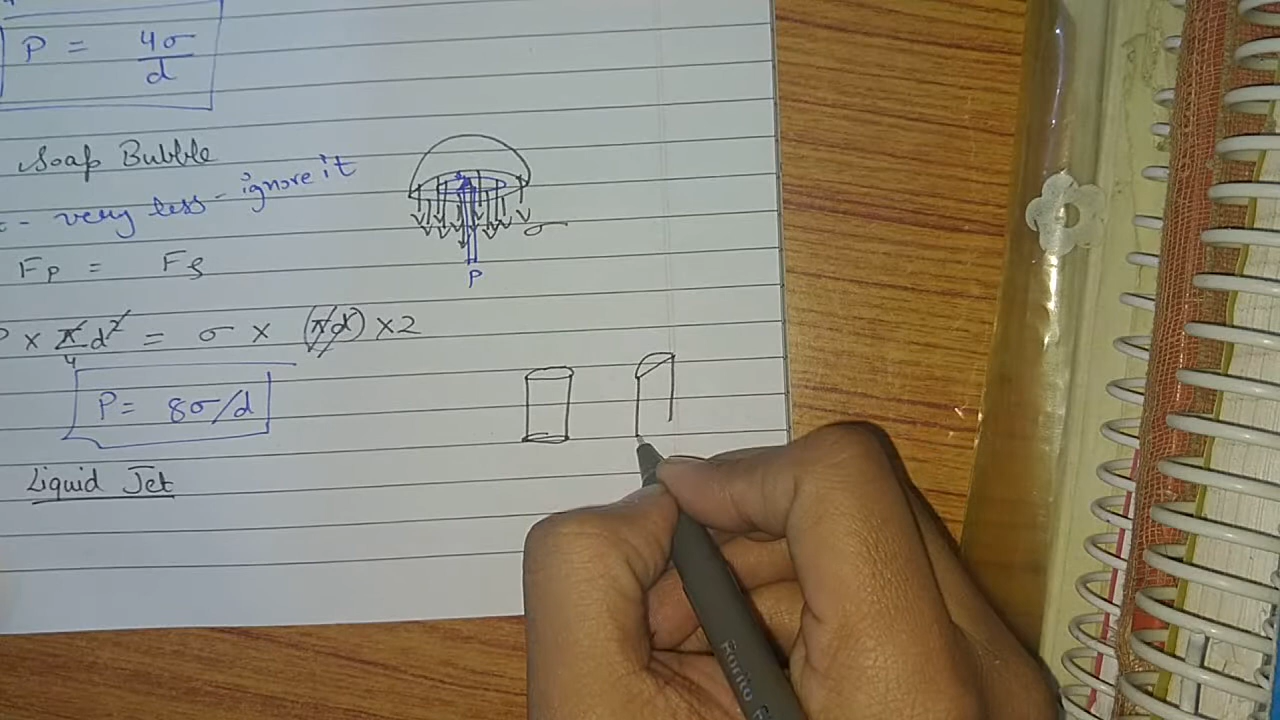 P = 4σ/d
Soap Bubble
- very less - ignore it
σ
Fp = Fs
P
P × π/4 d² = σ × (πd) × 2
P = 8σ/d
Liquid Jet